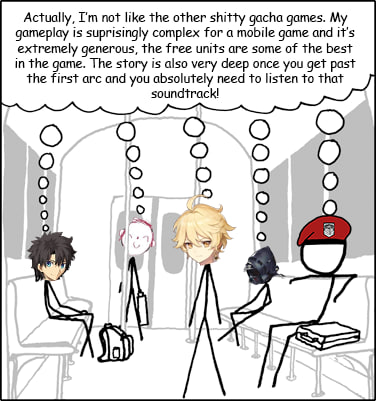 Actually, I'm not like the other shitty gacha games. My
gameplay is suprisingly complex for a mobile game and it's
extremely generous, the free units are some of the best
in the game. The story is also very deep once you get past
the first arc and you absolutely need to listen to that
soundtrack!